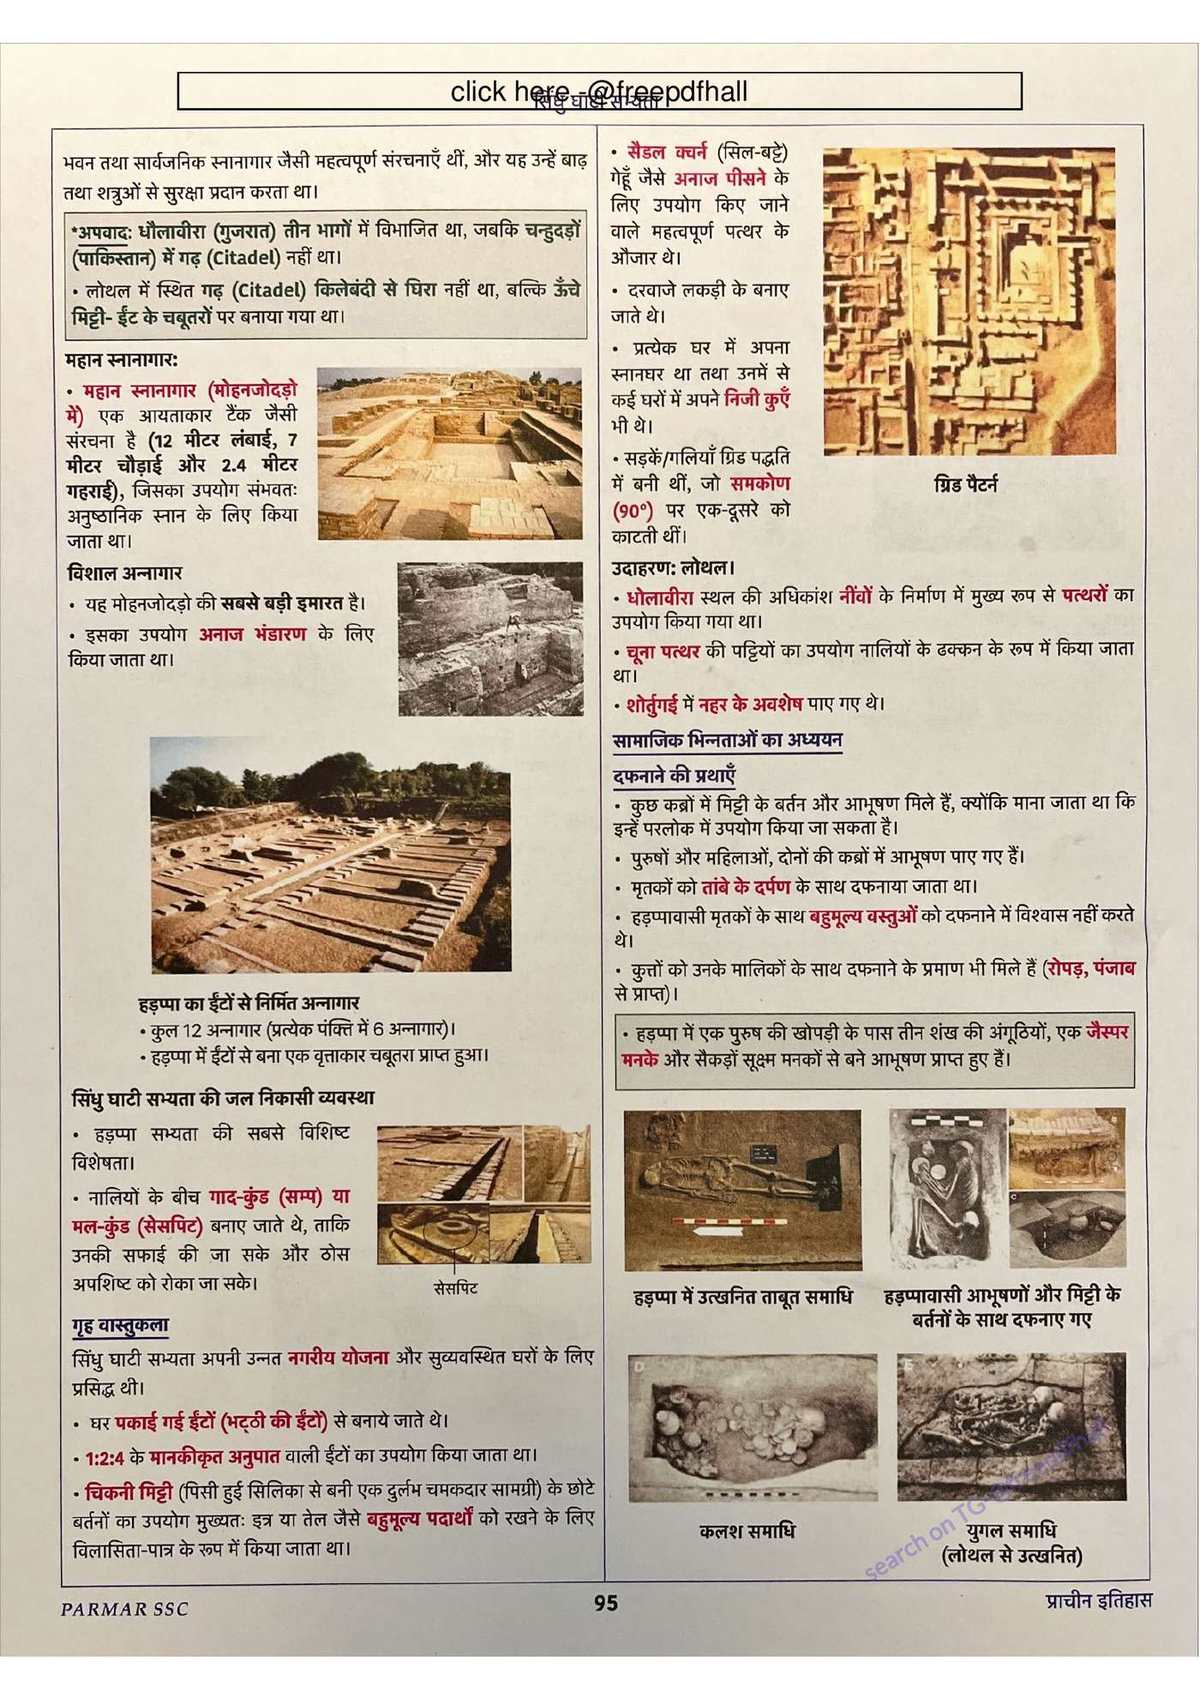 click here -@freepdfhall
सिंधु घाटी सभ्यता
भवन तथा सार्वजनिक स्नानागार जैसी महत्वपूर्ण संरचनाएँ थीं, और यह उन्हें बाढ़
तथा शत्रुओं से सुरक्षा प्रदान करता था।
*अपवादः धौलावीरा (गुजरात) तीन भागों में विभाजित था, जबकि चन्हुदड़ों
(पाकिस्तान) में गढ़ (Citadel) नहीं था।
• लोथल में स्थित गढ़ (Citadel) किलेबंदी से घिरा नहीं था, बल्कि ऊँचे
मिट्टी- ईंट के चबूतरों पर बनाया गया था।
महान स्नानागार:
• महान स्नानागार (मोहनजोदड़ो
में) एक आयताकार टैंक जैसी
संरचना है (12 मीटर लंबाई, 7
मीटर चौड़ाई और 2.4 मीटर
गहराई), जिसका उपयोग संभवतः
अनुष्ठानिक स्नान के लिए किया
जाता था।
विशाल अन्नागार
• यह मोहनजोदड़ो की सबसे बड़ी इमारत है।
• इसका उपयोग अनाज भंडारण के लिए
किया जाता था।
हड़प्पा का ईंटों से निर्मित अन्नागार
• कुल 12 अन्नागार (प्रत्येक पंक्ति में 6 अन्नागार)।
• हड़प्पा में ईंटों से बना एक वृत्ताकार चबूतरा प्राप्त हुआ।
सिंधु घाटी सभ्यता की जल निकासी व्यवस्था
• हड़प्पा सभ्यता की सबसे विशिष्ट
विशेषता।
• नालियों के बीच गाद-कुंड (सम्प) या
मल-कुंड (सेसपिट) बनाए जाते थे, ताकि
उनकी सफाई की जा सके और ठोस
अपशिष्ट को रोका जा सके।
सेसपिट
गृह वास्तुकला
सिंधु घाटी सभ्यता अपनी उन्नत नगरीय योजना और सुव्यवस्थित घरों के लिए
प्रसिद्ध थी।
• घर पकाई गई ईंटों (भट्ठी की ईंटों) से बनाये जाते थे।
• 1:2:4 के मानकीकृत अनुपात वाली ईंटों का उपयोग किया जाता था।
• चिकनी मिट्टी (पिसी हुई सिलिका से बनी एक दुर्लभ चमकदार सामग्री) के छोटे
बर्तनों का उपयोग मुख्यतः इत्र या तेल जैसे बहुमूल्य पदार्थों को रखने के लिए
विलासिता-पात्र के रूप में किया जाता था।
• सैडल क्वर्न (सिल-बट्टे)
गेहूँ जैसे अनाज पीसने के
लिए उपयोग किए जाने
वाले महत्वपूर्ण पत्थर के
औजार थे।
• दरवाजे लकड़ी के बनाए
जाते थे।
• प्रत्येक घर में अपना
स्नानघर था तथा उनमें से
कई घरों में अपने निजी कुएँ
भी थे।
• सड़कें/गलियाँ ग्रिड पद्धति
में बनी थीं, जो समकोण
(90°) पर एक-दूसरे को
काटती थीं।
ग्रिड पैटर्न
उदाहरण: लोथल।
• धोलावीरा स्थल की अधिकांश नींवों के निर्माण में मुख्य रूप से पत्थरों का
उपयोग किया गया था।
• चूना पत्थर की पट्टियों का उपयोग नालियों के ढक्कन के रूप में किया जाता
था।
• शोर्तुगई में नहर के अवशेष पाए गए थे।
सामाजिक भिन्नताओं का अध्ययन
दफनाने की प्रथाएँ
• कुछ कब्रों में मिट्टी के बर्तन और आभूषण मिले हैं, क्योंकि माना जाता था कि
इन्हें परलोक में उपयोग किया जा सकता है।
• पुरुषों और महिलाओं, दोनों की कब्रों में आभूषण पाए गए हैं।
• मृतकों को तांबे के दर्पण के साथ दफनाया जाता था।
• हड़प्पावासी मृतकों के साथ बहुमूल्य वस्तुओं को दफनाने में विश्वास नहीं करते
थे।
• कुत्तों को उनके मालिकों के साथ दफनाने के प्रमाण भी मिले हैं (रोपड़, पंजाब
से प्राप्त)।
• हड़प्पा में एक पुरुष की खोपड़ी के पास तीन शंख की अंगूठियों, एक जैस्पर
मनके और सैकड़ों सूक्ष्म मनकों से बने आभूषण प्राप्त हुए हैं।
हड़प्पा में उत्खनित ताबूत समाधि
हड़प्पावासी आभूषणों और मिट्टी के
बर्तनों के साथ दफनाए गए
D
E
C
कलश समाधि
युगल समाधि
(लोथल से उत्खनित)
search on TG-@freepdfhall
PARMAR SSC
95
प्राचीन इतिहास